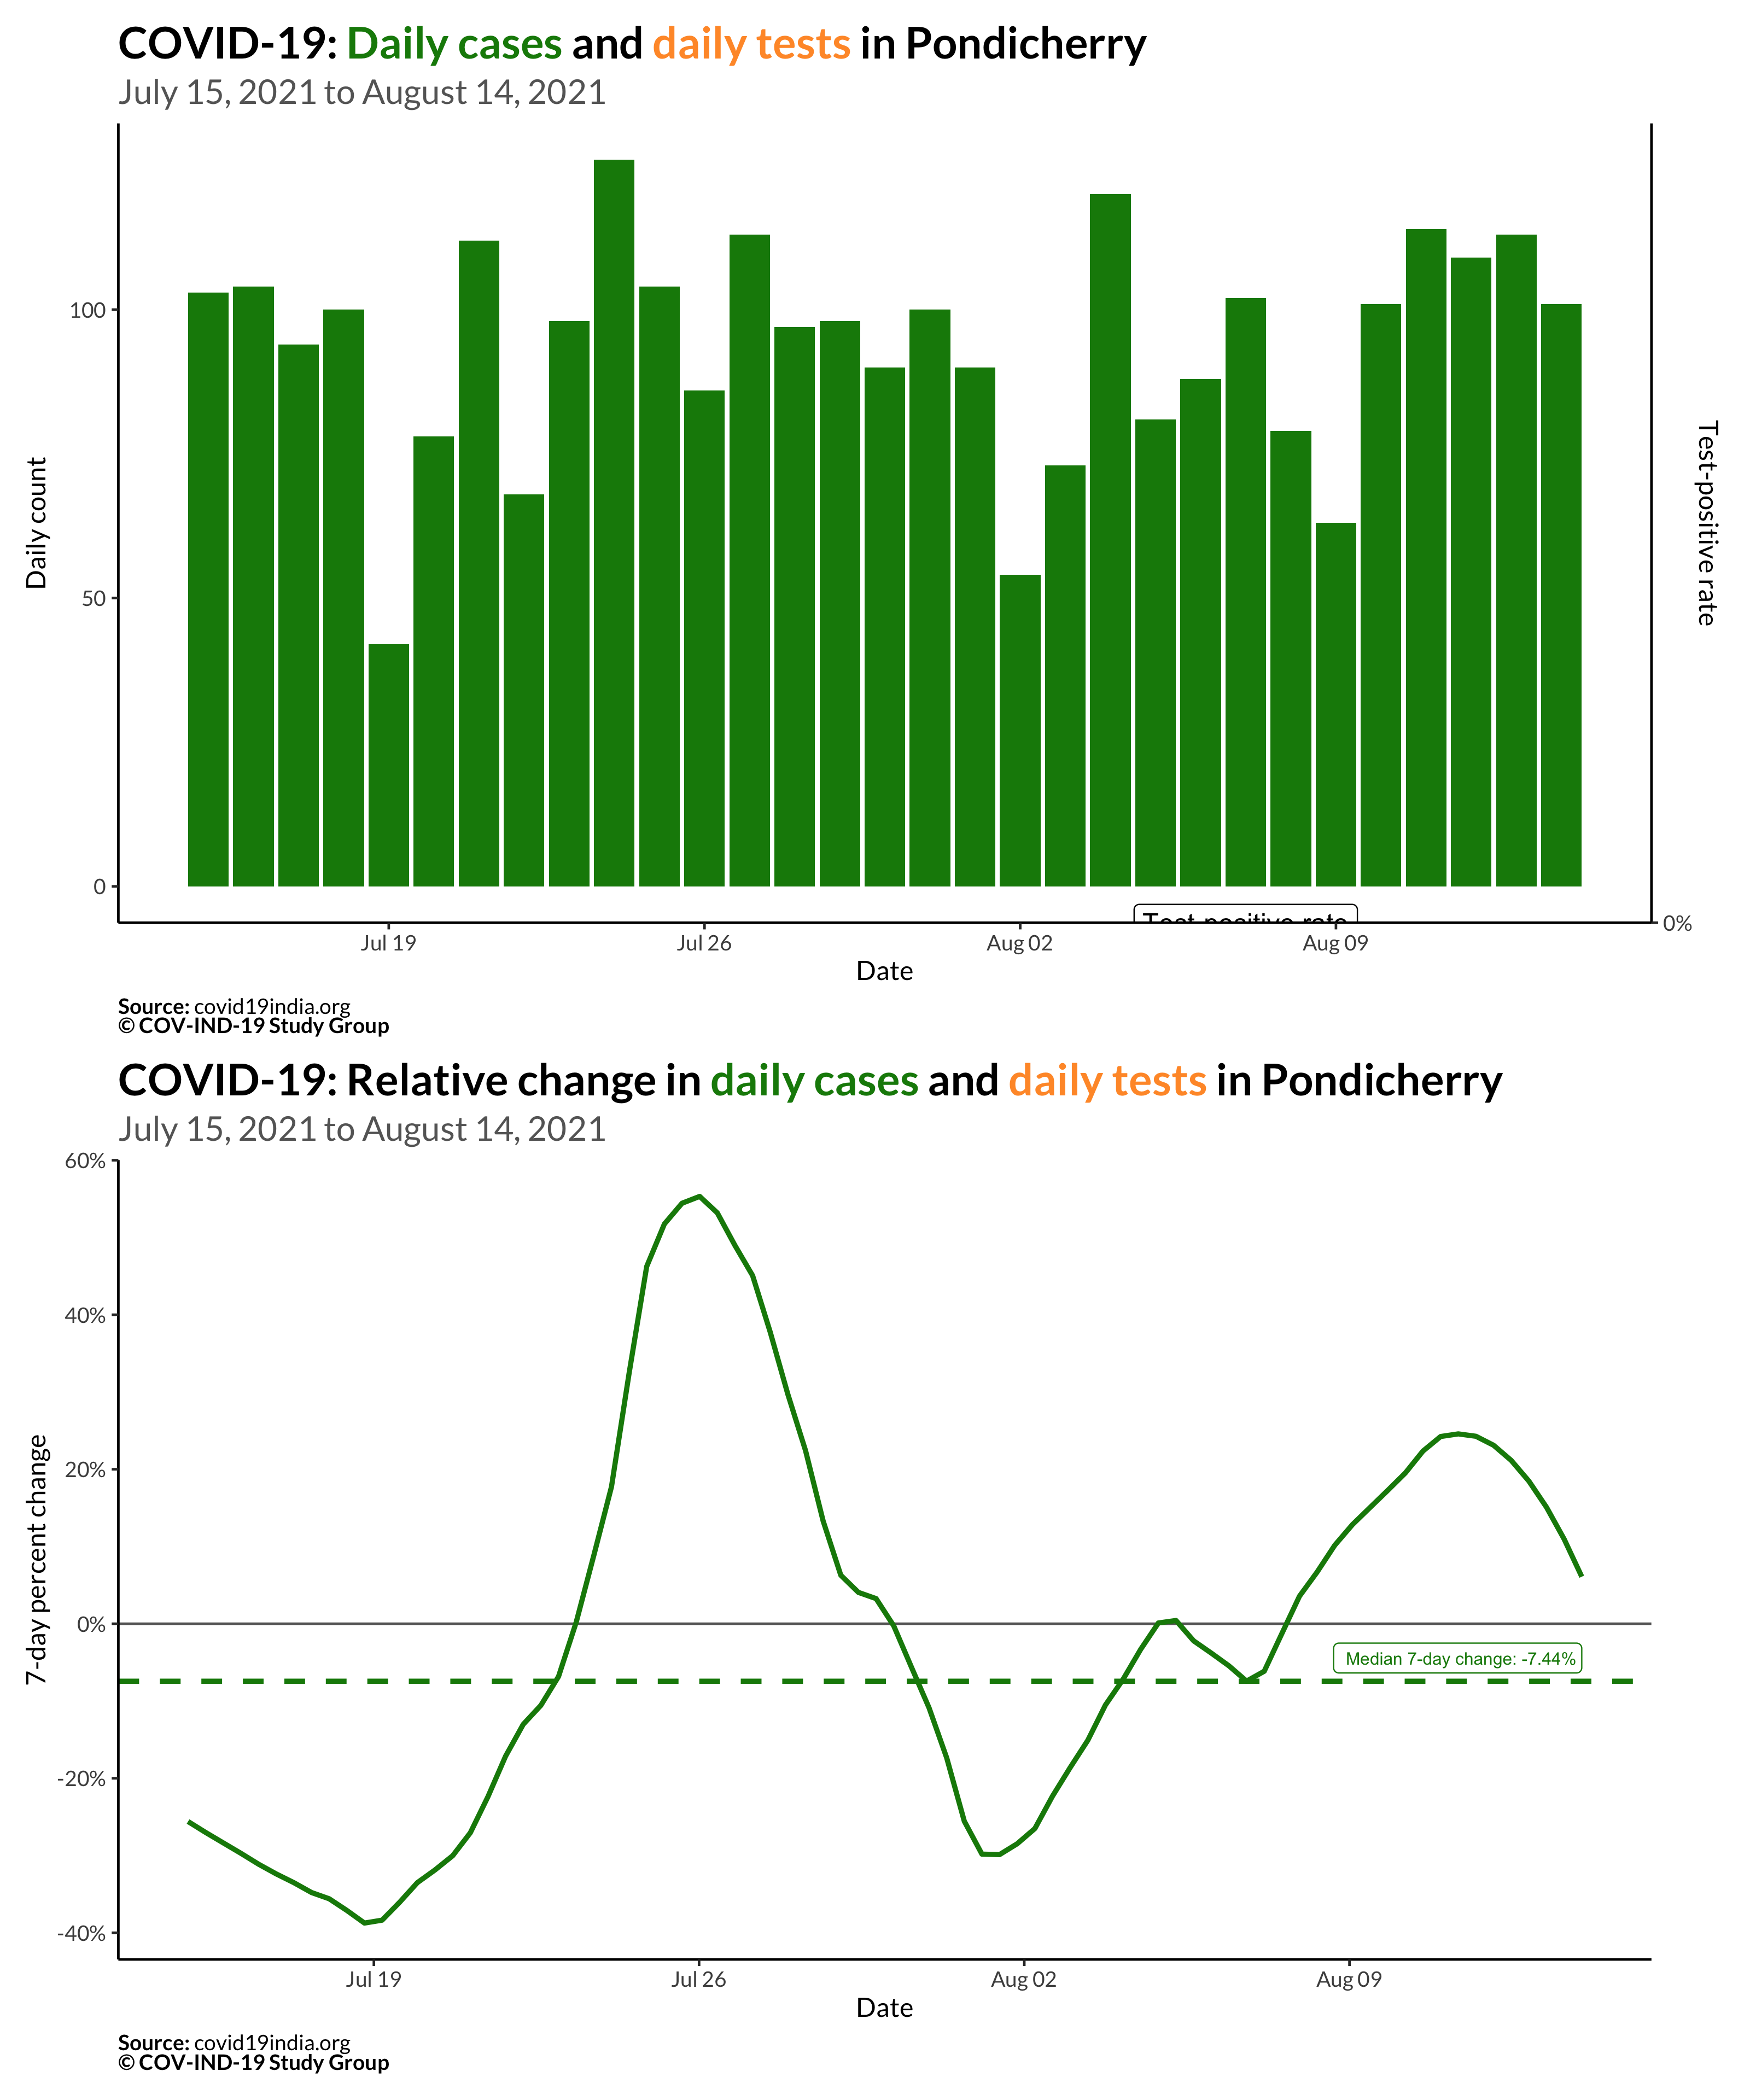 COVID-19: Daily cases and daily tests in Pondicherry
July 15, 2021 to August 14, 2021
Daily count
100
50
0
Test-positive rate
0%
Test-positive rate
Jul 19
Jul 26
Aug 02
Aug 09
Date
Source: covid19india.org
© COV-IND-19 Study Group
COVID-19: Relative change in daily cases and daily tests in Pondicherry
July 15, 2021 to August 14, 2021
7-day percent change
60%
40%
20%
0%
-20%
-40%
Median 7-day change: -7.44%
Jul 19
Jul 26
Aug 02
Aug 09
Date
Source: covid19india.org
© COV-IND-19 Study Group